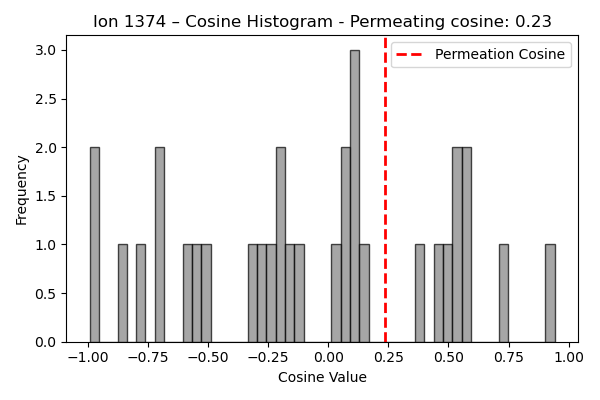 Ion 1374 – Cosine Histogram - Permeating cosine: 0.23
Permeation Cosine
3.0
2.5
2.0
1.5
1.0
0.5
0.0
Frequency
−1.00 −0.75 −0.50 −0.25 0.00 0.25 0.50 0.75 1.00
Cosine Value